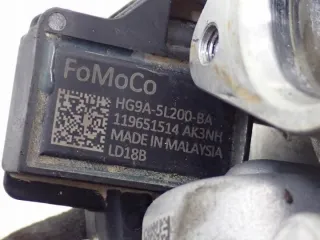 FoMoCo
HG9A-5L200-BA
119651514 AK3NH
MADE IN MALAYSIA
LD18B